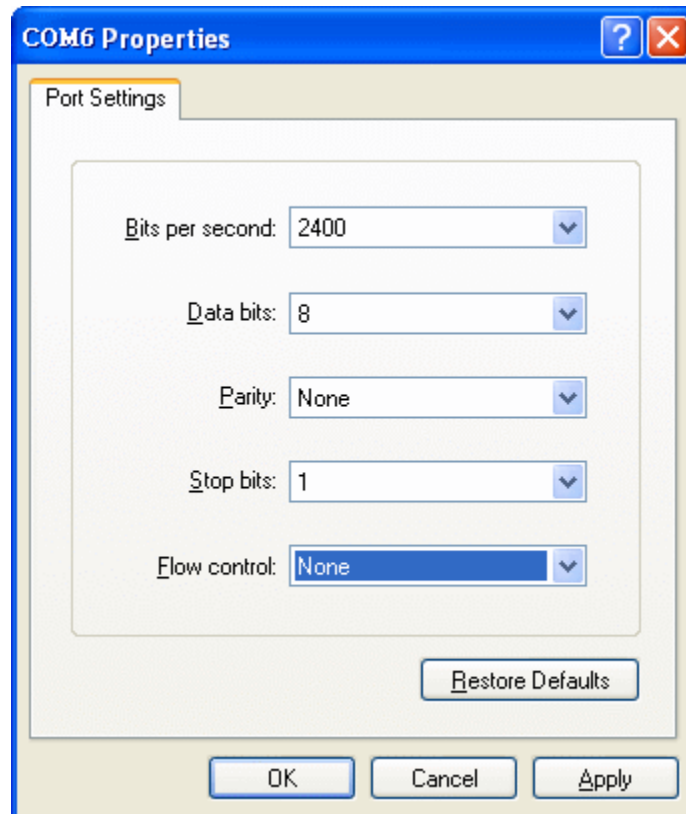 COM6 Properties
?
Port Settings
Bits per second: 2400
Data bits: 8
Parity: None
Stop bits: 1
Flow control: None
Restore Defaults
OK Cancel Apply